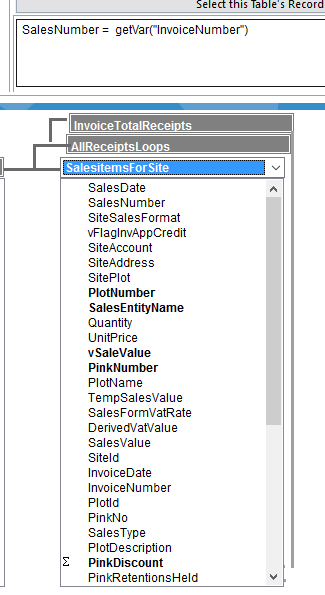 Select this Table's Record
SalesNumber = getVar("InvoiceNumber")
InvoiceTotalReceipts
AllReceiptsLoops
SalesitemsForSite
SalesDate
SalesNumber
SiteSalesFormat
vFlagInvAppCredit
SiteAccount
SiteAddress
SitePlot
PlotNumber
SalesEntityName
Quantity
UnitPrice
vSaleValue
PinkNumber
PlotName
TempSalesValue
SalesFormVatRate
DerivedVatValue
SalesValue
SiteId
InvoiceDate
InvoiceNumber
PlotId
PinkNo
SalesType
PlotDescription
Σ PinkDiscount
PinkRetentionsHeld